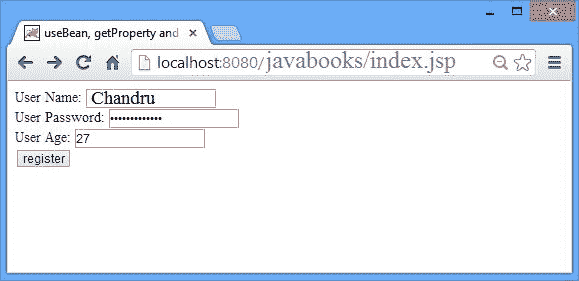 useBean, getProperty and
localhost:8080/javabooks/index.jsp
User Name: Chandru
User Password: •••••••••••••
User Age: 27
register